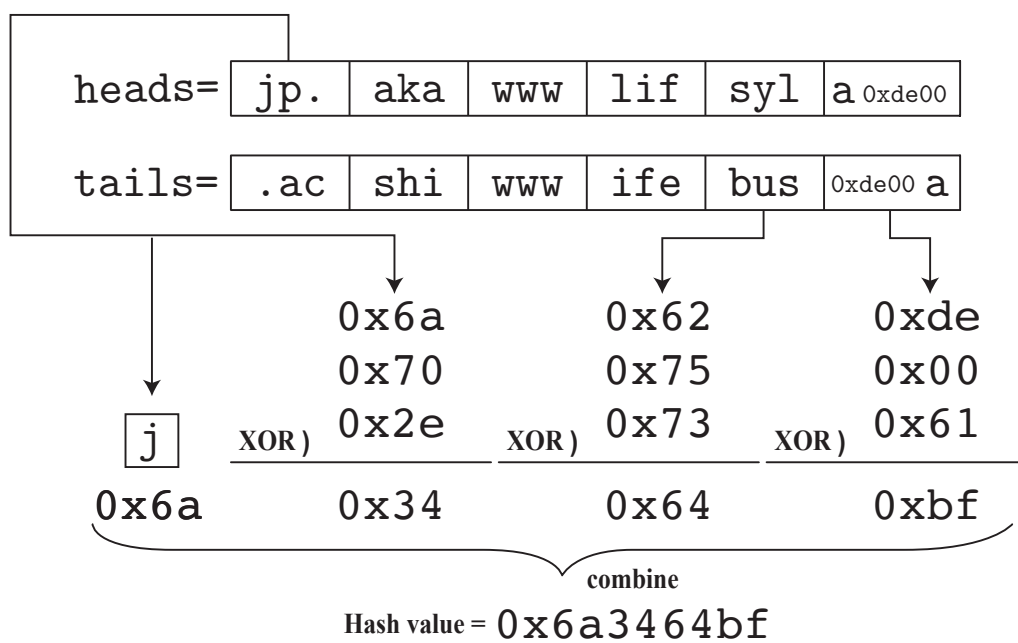 heads= jp. aka www lif syl a 0xde00
tails= .ac shi www ife bus 0xde00 a
0x6a 0x62 0xde
0x70 0x75 0x00
j XOR) 0x2e XOR) 0x73 XOR) 0x61
0x6a 0x34 0x64 0xbf
combine
Hash value = 0x6a3464bf